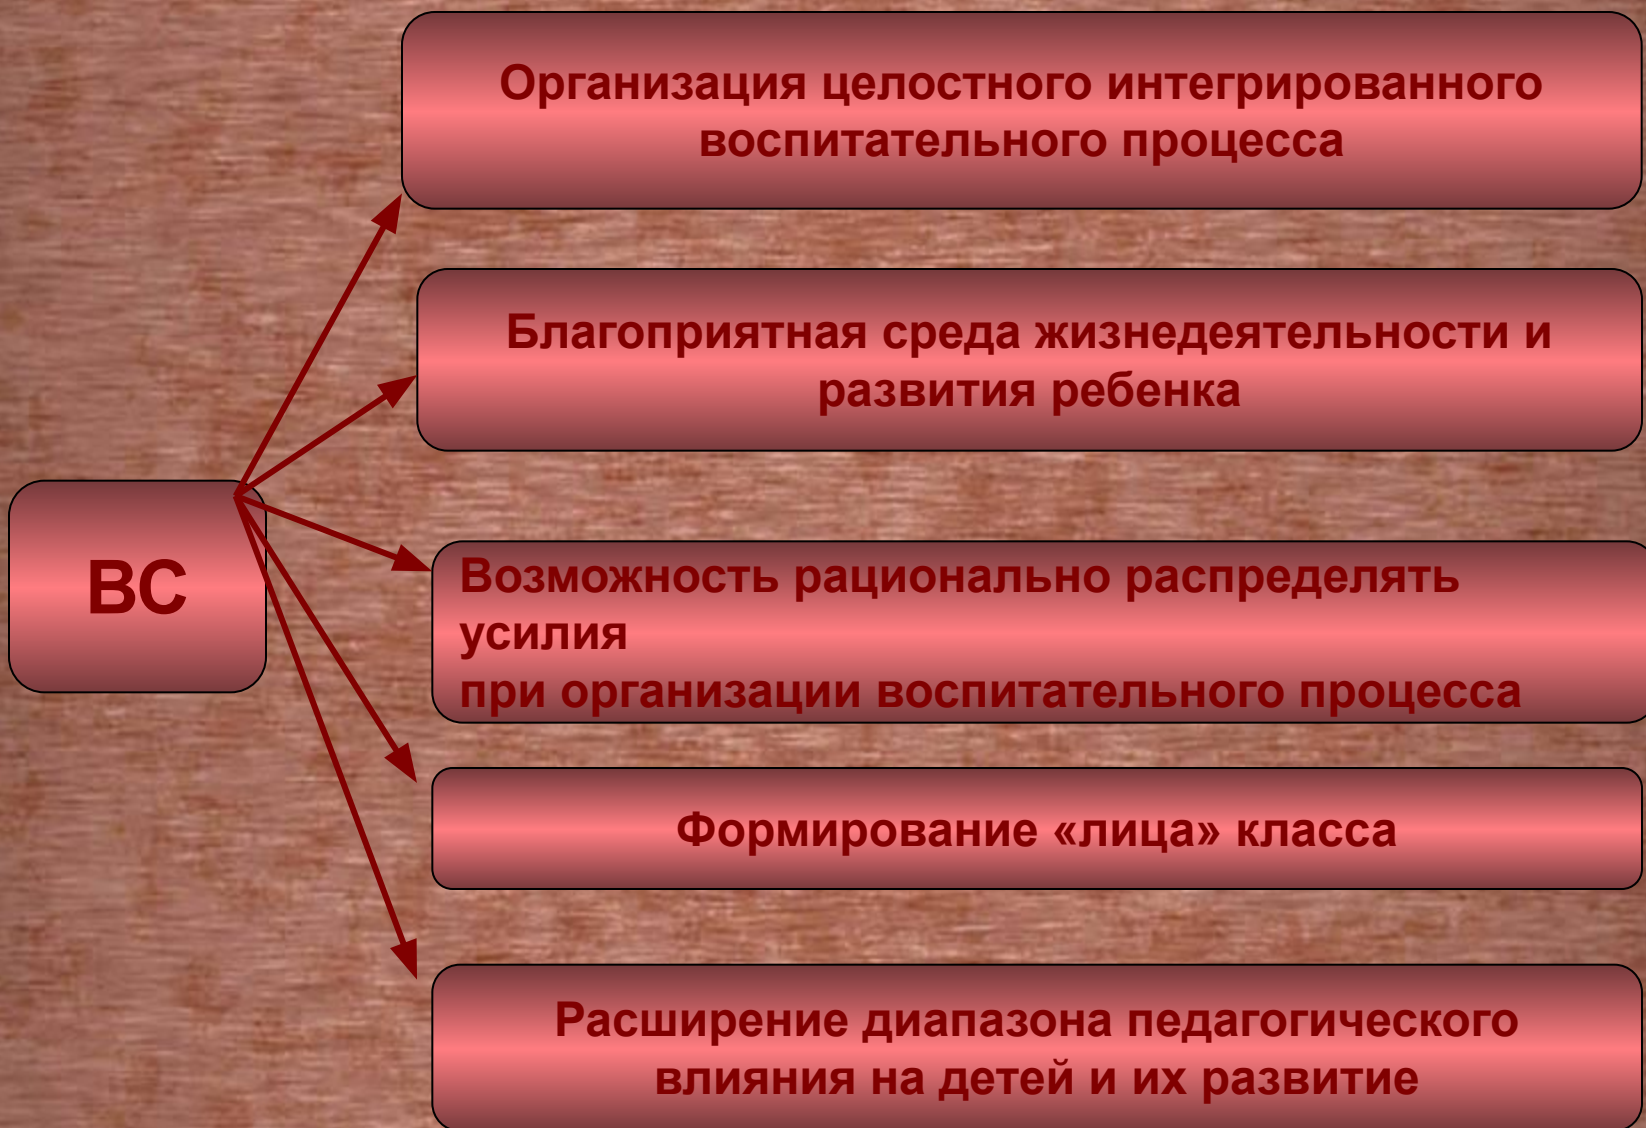 Организация целостного интегрированного
воспитательного процесса
Благоприятная среда жизнедеятельности и
развития ребенка
ВС
Возможность рационально распределять
усилия
при организации воспитательного процесса
Формирование «лица» класса
Расширение диапазона педагогического
влияния на детей и их развитие